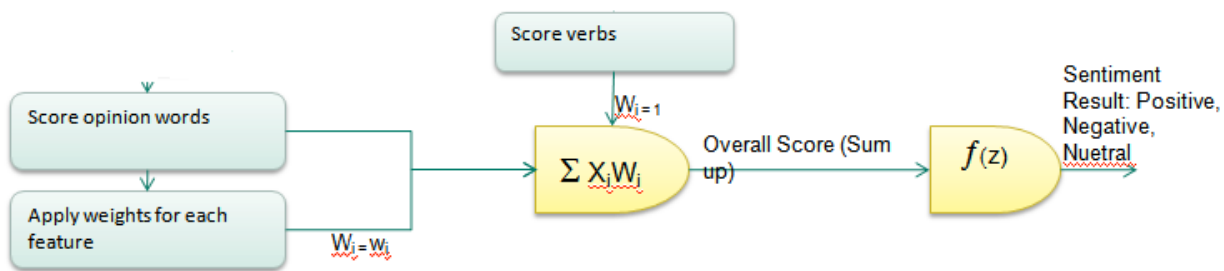 Score verbs
Score opinion words
Apply weights for each
feature
Wi = wi
Wi = 1
Σ XiWi
Overall Score (Sum
up)
f(z)
Sentiment
Result: Positive,
Negative,
Nuetral